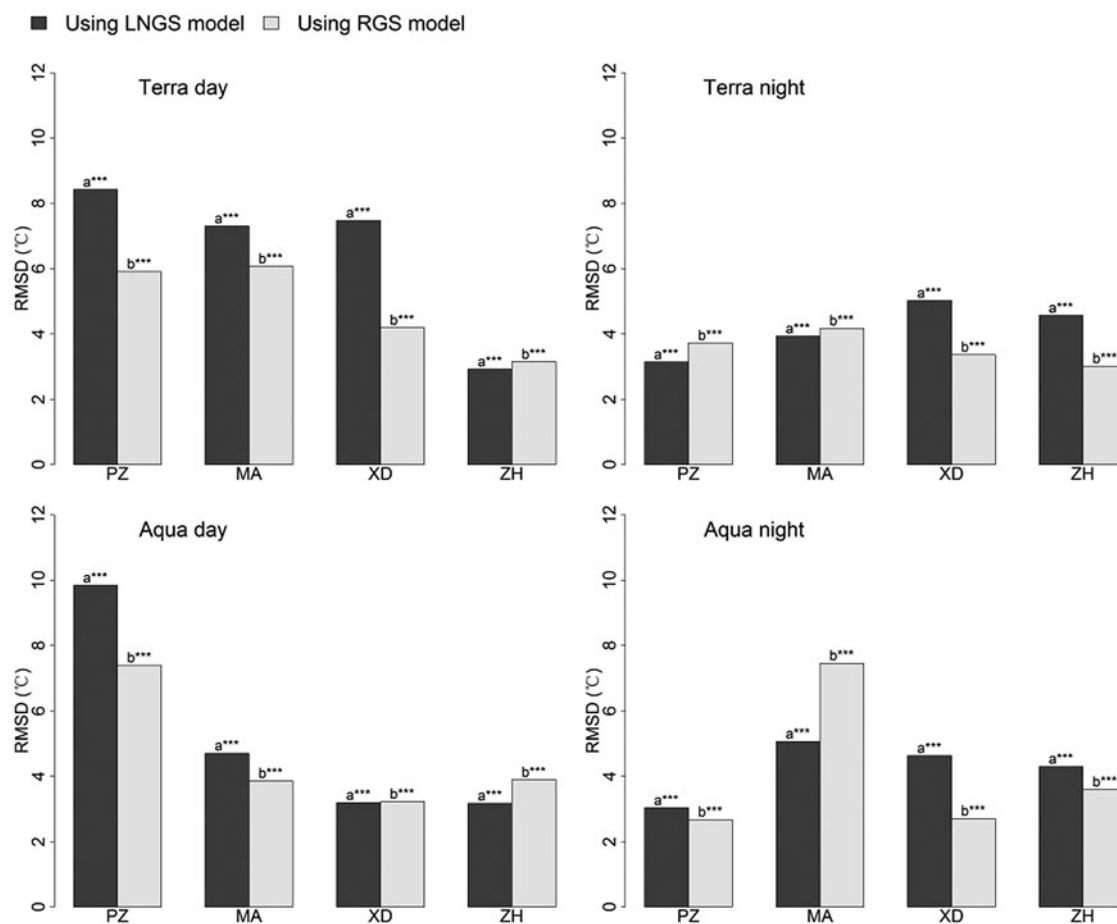 Using LNGS model Using RGS model
Terra day
RMSD (℃)
12
10
8
6
4
2
0
a*** b*** a*** b*** a*** b*** a*** b***
PZ MA XD ZH
Terra night
RMSD (℃)
12
10
8
6
4
2
0
a*** b*** a*** b*** a*** b*** a*** b***
PZ MA XD ZH
Aqua day
RMSD (℃)
12
10
8
6
4
2
0
a*** b*** a*** b*** a*** b*** a*** b***
PZ MA XD ZH
Aqua night
RMSD (℃)
12
10
8
6
4
2
0
a*** b*** a*** b*** a*** b*** a*** b***
PZ MA XD ZH